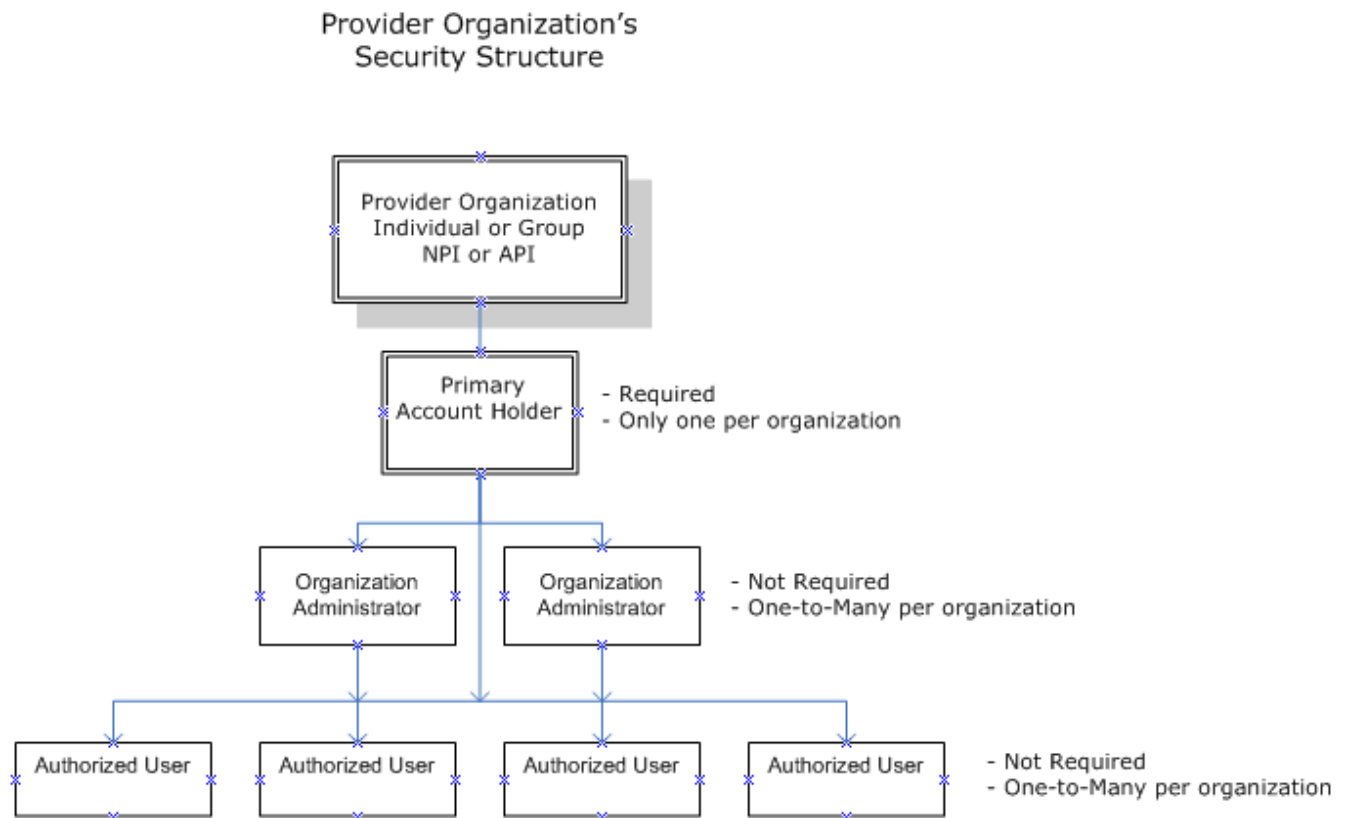 Provider Organization's
Security Structure
Provider Organization
Individual or Group
NPI or API
Primary
Account Holder
- Required
- Only one per organization
Organization
Administrator
Organization
Administrator
- Not Required
- One-to-Many per organization
Authorized User
Authorized User
Authorized User
Authorized User
- Not Required
- One-to-Many per organization